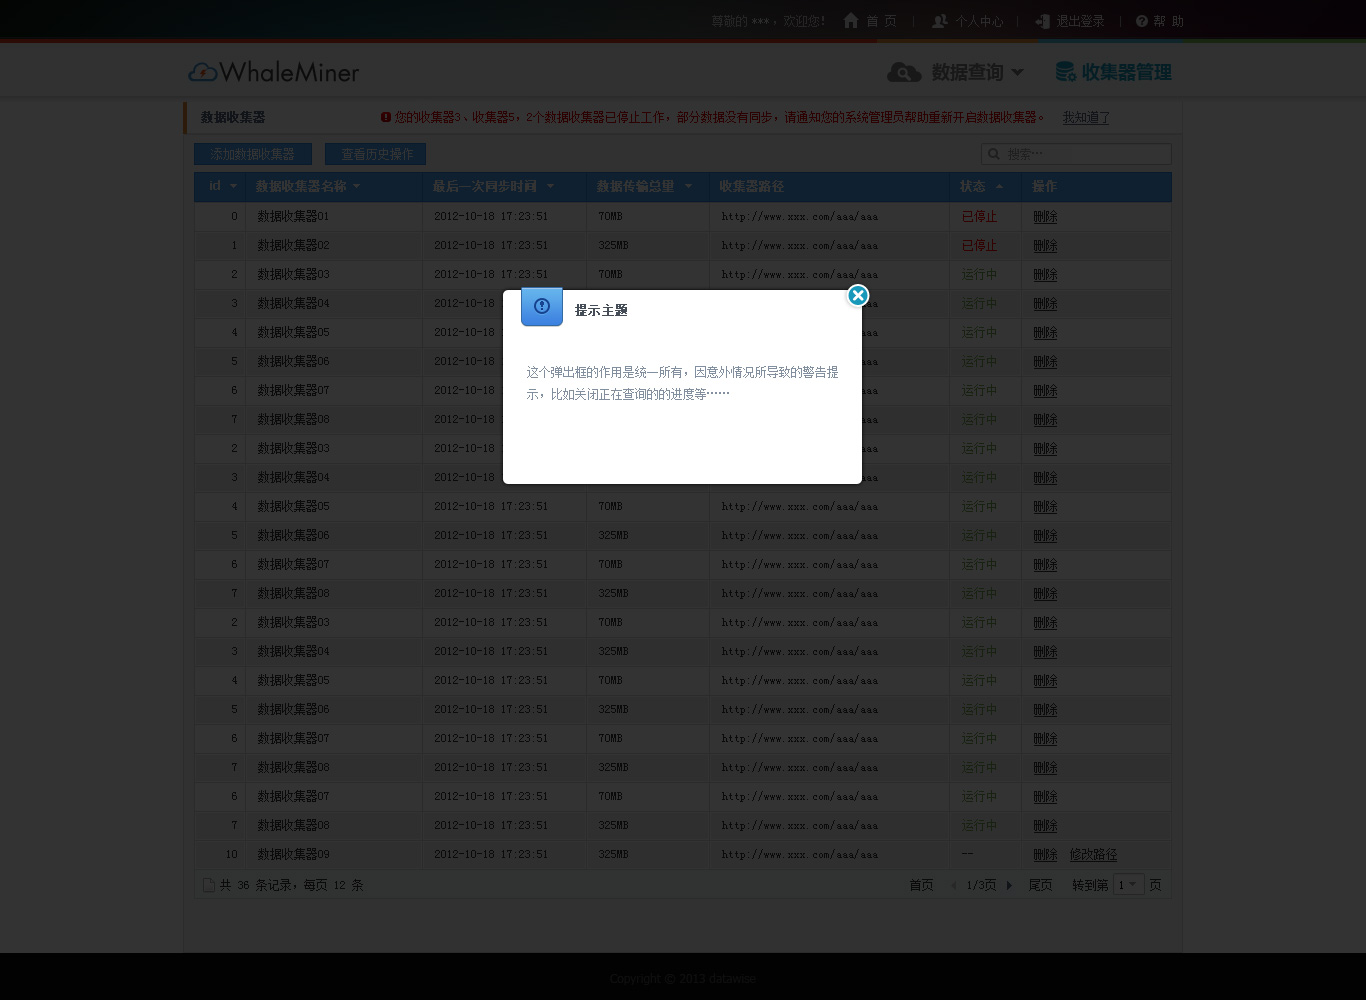 尊敬的 *** ，欢迎您！ 首 页 | 个人中心 | 退出登录 | 帮 助
WhaleMiner 数据查询 收集器管理
数据收集器 您的收集器3、收集器5，2个数据收集器已停止工作，部分数据没有同步，请通知您的系统管理员帮助重新开启数据收集器。 我知道了
添加数据收集器 查看历史操作 搜索…
id 数据收集器名称 最后一次同步时间 数据传输总量 收集器路径 状态 操作
0 数据收集器01 2012-10-18 17:23:51 70MB http://www.xxx.com/aaa/aaa 已停止 删除
1 数据收集器02 2012-10-18 17:23:51 325MB http://www.xxx.com/aaa/aaa 已停止 删除
2 数据收集器03 2012-10-18 17:23:51 70MB http://www.xxx.com/aaa/aaa 运行中 删除
3 数据收集器04 2012-10-18 aaa 运行中 删除
4 数据收集器05 2012-10-18 aaa 运行中 删除
5 数据收集器06 2012-10-18 aaa 运行中 删除
6 数据收集器07 2012-10-18 aaa 运行中 删除
7 数据收集器08 2012-10-18 aaa 运行中 删除
2 数据收集器03 2012-10-18 aaa 运行中 删除
3 数据收集器04 2012-10-18 aaa 运行中 删除
提示主题
这个弹出框的作用是统一所有，因意外情况所导致的警告提
示，比如关闭正在查询的的进度等……
4 数据收集器05 2012-10-18 17:23:51 70MB http://www.xxx.com/aaa/aaa 运行中 删除
5 数据收集器06 2012-10-18 17:23:51 325MB http://www.xxx.com/aaa/aaa 运行中 删除
6 数据收集器07 2012-10-18 17:23:51 70MB http://www.xxx.com/aaa/aaa 运行中 删除
7 数据收集器08 2012-10-18 17:23:51 325MB http://www.xxx.com/aaa/aaa 运行中 删除
2 数据收集器03 2012-10-18 17:23:51 70MB http://www.xxx.com/aaa/aaa 运行中 删除
3 数据收集器04 2012-10-18 17:23:51 325MB http://www.xxx.com/aaa/aaa 运行中 删除
4 数据收集器05 2012-10-18 17:23:51 70MB http://www.xxx.com/aaa/aaa 运行中 删除
5 数据收集器06 2012-10-18 17:23:51 325MB http://www.xxx.com/aaa/aaa 运行中 删除
6 数据收集器07 2012-10-18 17:23:51 70MB http://www.xxx.com/aaa/aaa 运行中 删除
7 数据收集器08 2012-10-18 17:23:51 325MB http://www.xxx.com/aaa/aaa 运行中 删除
6 数据收集器07 2012-10-18 17:23:51 70MB http://www.xxx.com/aaa/aaa 运行中 删除
7 数据收集器08 2012-10-18 17:23:51 325MB http://www.xxx.com/aaa/aaa 运行中 删除
10 数据收集器09 2012-10-18 17:23:51 325MB http://www.xxx.com/aaa/aaa -- 删除 修改路径
共 36 条记录，每页 12 条 首页 1/3页 尾页 转到第 1 页
Copyright © 2013 datawise